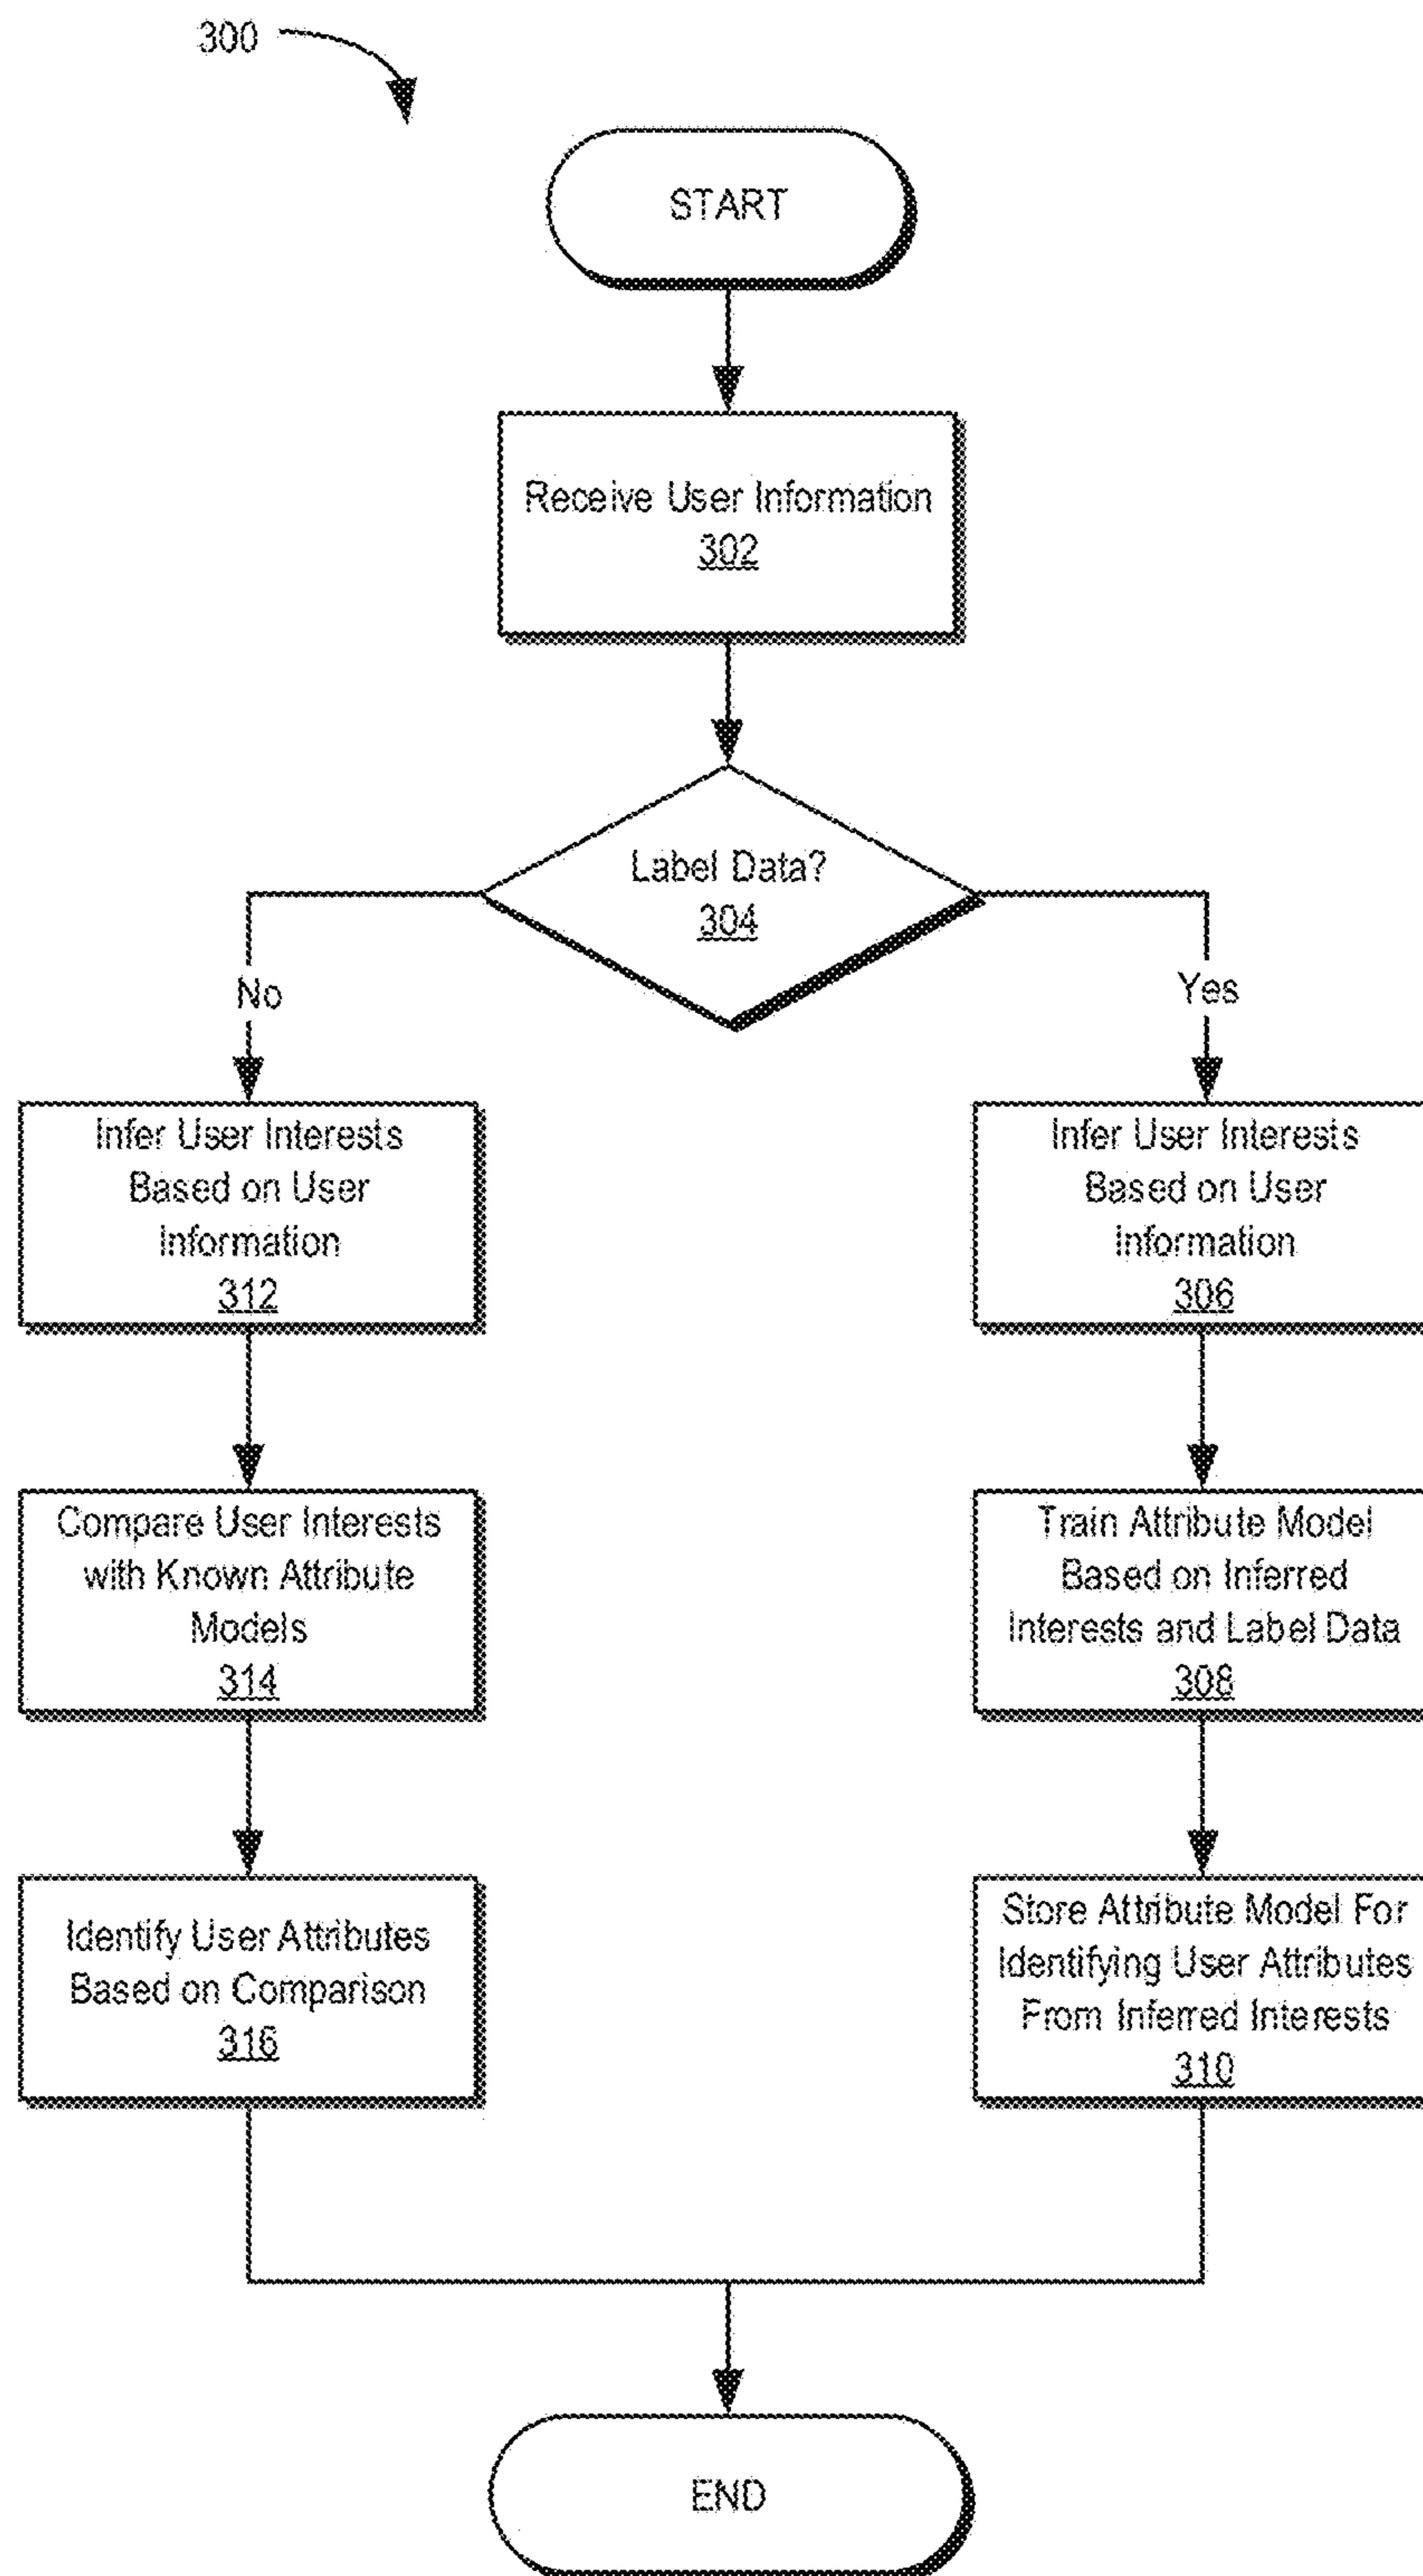 300
START
Receive User Information
302
Label Data?
304
No
Yes
Infer User Interests
Based on User
Information
312
Infer User Interests
Based on User
Information
306
Compare User Interests
with Known Attribute
Models
314
Train Attribute Model
Based on Inferred
Interests and Label Data
308
Identify User Attributes
Based on Comparison
316
Store Attribute Model For
Identifying User Attributes
From Inferred Interests
310
END